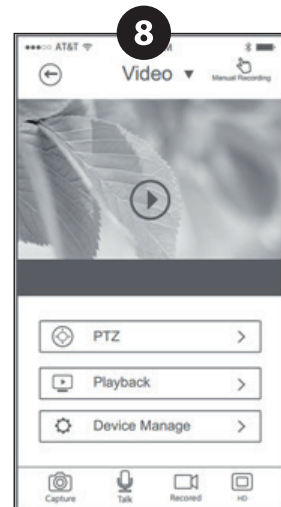 8
AT&T M
Video
Manual Recording
PTZ
Playback
Device Manage
Capture Talk Recored HD